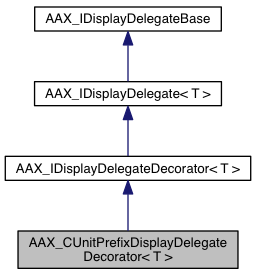 AAX_IDisplayDelegateBase
AAX_IDisplayDelegate< T >
AAX_IDisplayDelegateDecorator< T >
AAX_CUnitPrefixDisplayDelegate
Decorator< T >